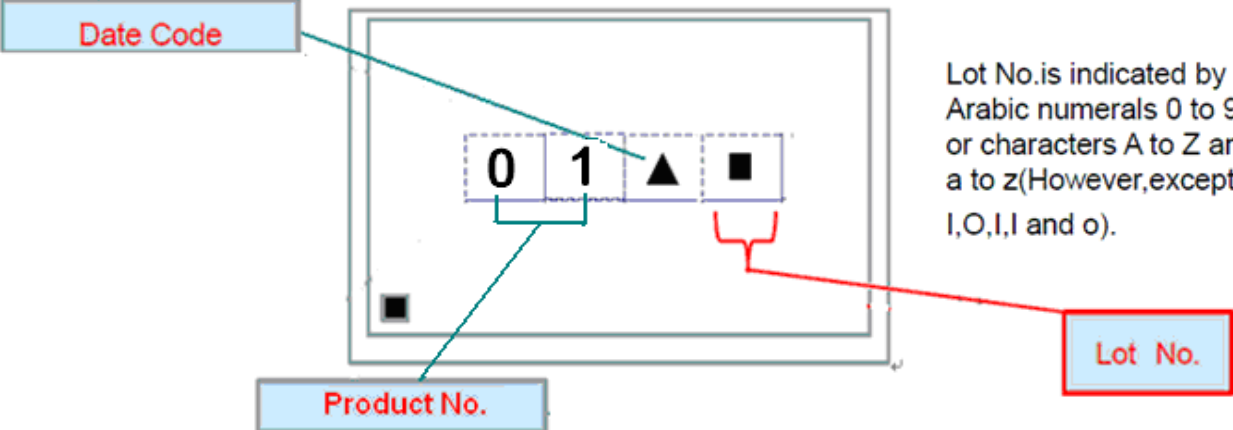 Date Code
Lot No.is indicated by
Arabic numerals 0 to 9
or characters A to Z
a to z(However,except
I,O,l,I and o).
0 1 ▲ ■
Lot No.
Product No.